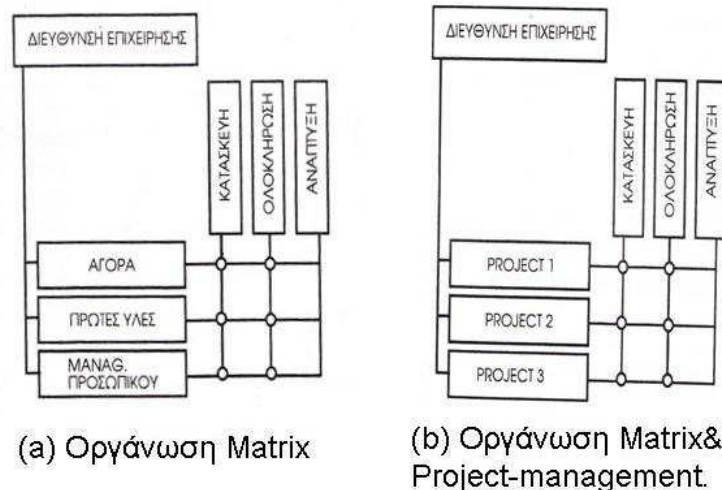 ΔΙΕΥΘΥΝΣΗ ΕΠΙΧΕΙΡΗΣΗΣ
ΚΑΤΑΣΚΕΥΗ
ΟΛΟΚΛΗΡΩΣΗ
ΑΝΑΠΤΥΞΗ
ΑΓΟΡΑ
ΠΡΩΤΕΣ ΥΛΕΣ
MANAG.
ΠΡΟΣΩΠΙΚΟΥ
(a) Οργάνωση Matrix
ΔΙΕΥΘΥΝΣΗ ΕΠΙΧΕΙΡΗΣΗΣ
ΚΑΤΑΣΚΕΥΗ
ΟΛΟΚΛΗΡΩΣΗ
ΑΝΑΠΤΥΞΗ
PROJECT 1
PROJECT 2
PROJECT 3
(b) Οργάνωση Matrix&
Project-management.